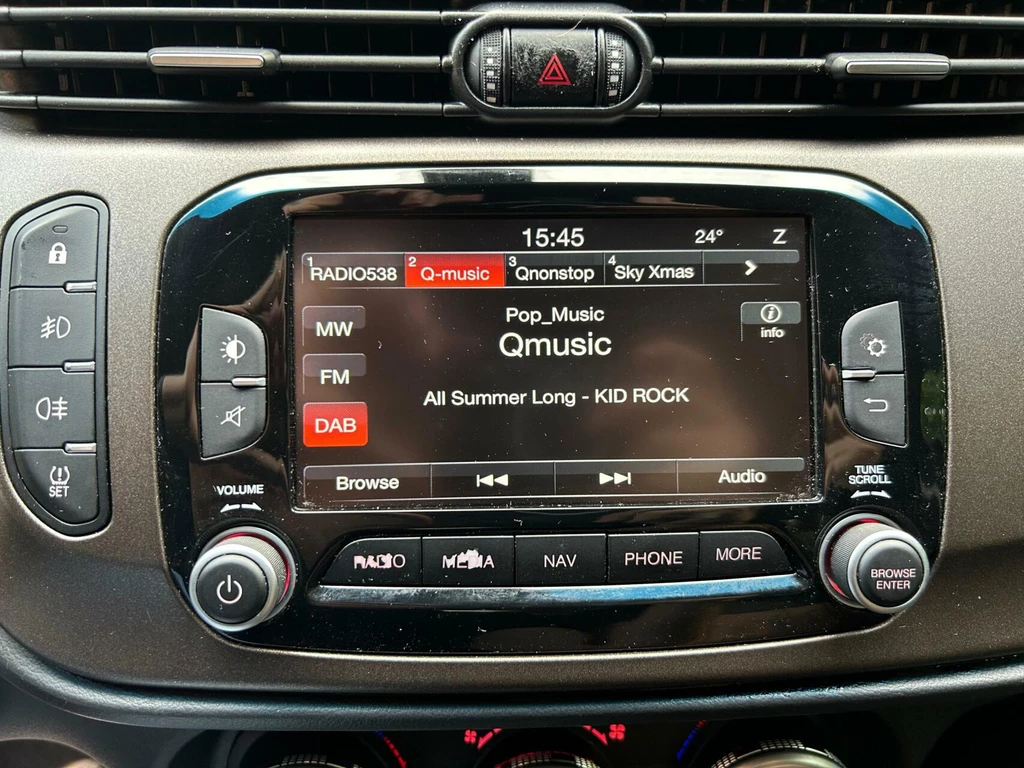 15:45 24° Z
1 RADIO538 2 Q-music 3 Qnonstop 4 Sky Xmas
Pop_Music
MW
info
Qmusic
FM
All Summer Long - KID ROCK
DAB
Browse Audio
SET
VOLUME
TUNE
SCROLL
RADIO MEDIA NAV PHONE MORE
BROWSE
ENTER